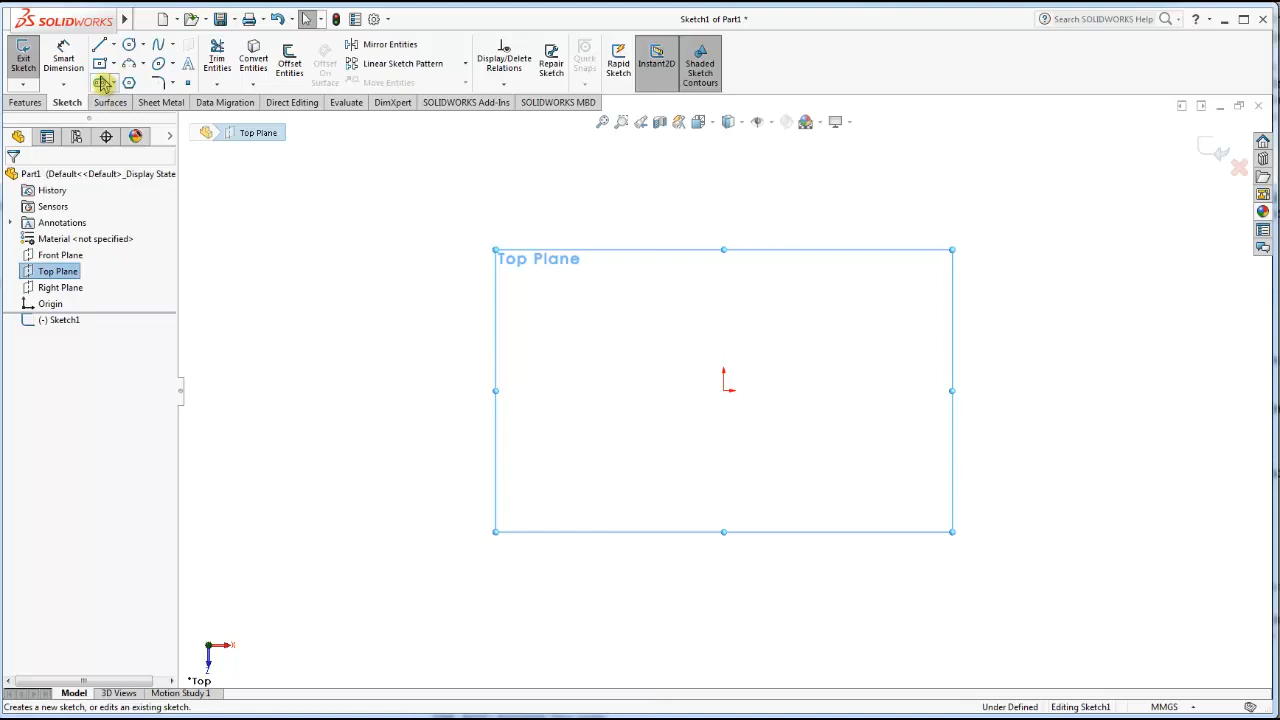 SOLIDWORKS
Sketch1 of Part1 *
Search SOLIDWORKS Help
?
Exit Sketch
Smart Dimension
Trim Entities
Convert Entities
Offset Entities
Offset On Surface
Mirror Entities
Linear Sketch Pattern
Move Entities
Display/Delete Relations
Repair Sketch
Quick Snaps
Rapid Sketch
Instant2D
Shaded Sketch Contours
Features
Sketch
Surfaces
Sheet Metal
Data Migration
Direct Editing
Evaluate
DimXpert
SOLIDWORKS Add-Ins
SOLIDWORKS MBD
Top Plane
Part1 (Default<<Default>_Display State
History
Sensors
Annotations
Material <not specified>
Front Plane
Top Plane
Right Plane
Origin
(-) Sketch1
Top Plane
X
Z
*Top
Model
3D Views
Motion Study 1
Creates a new sketch, or edits an existing sketch.
Under Defined
Editing Sketch1
MMGS